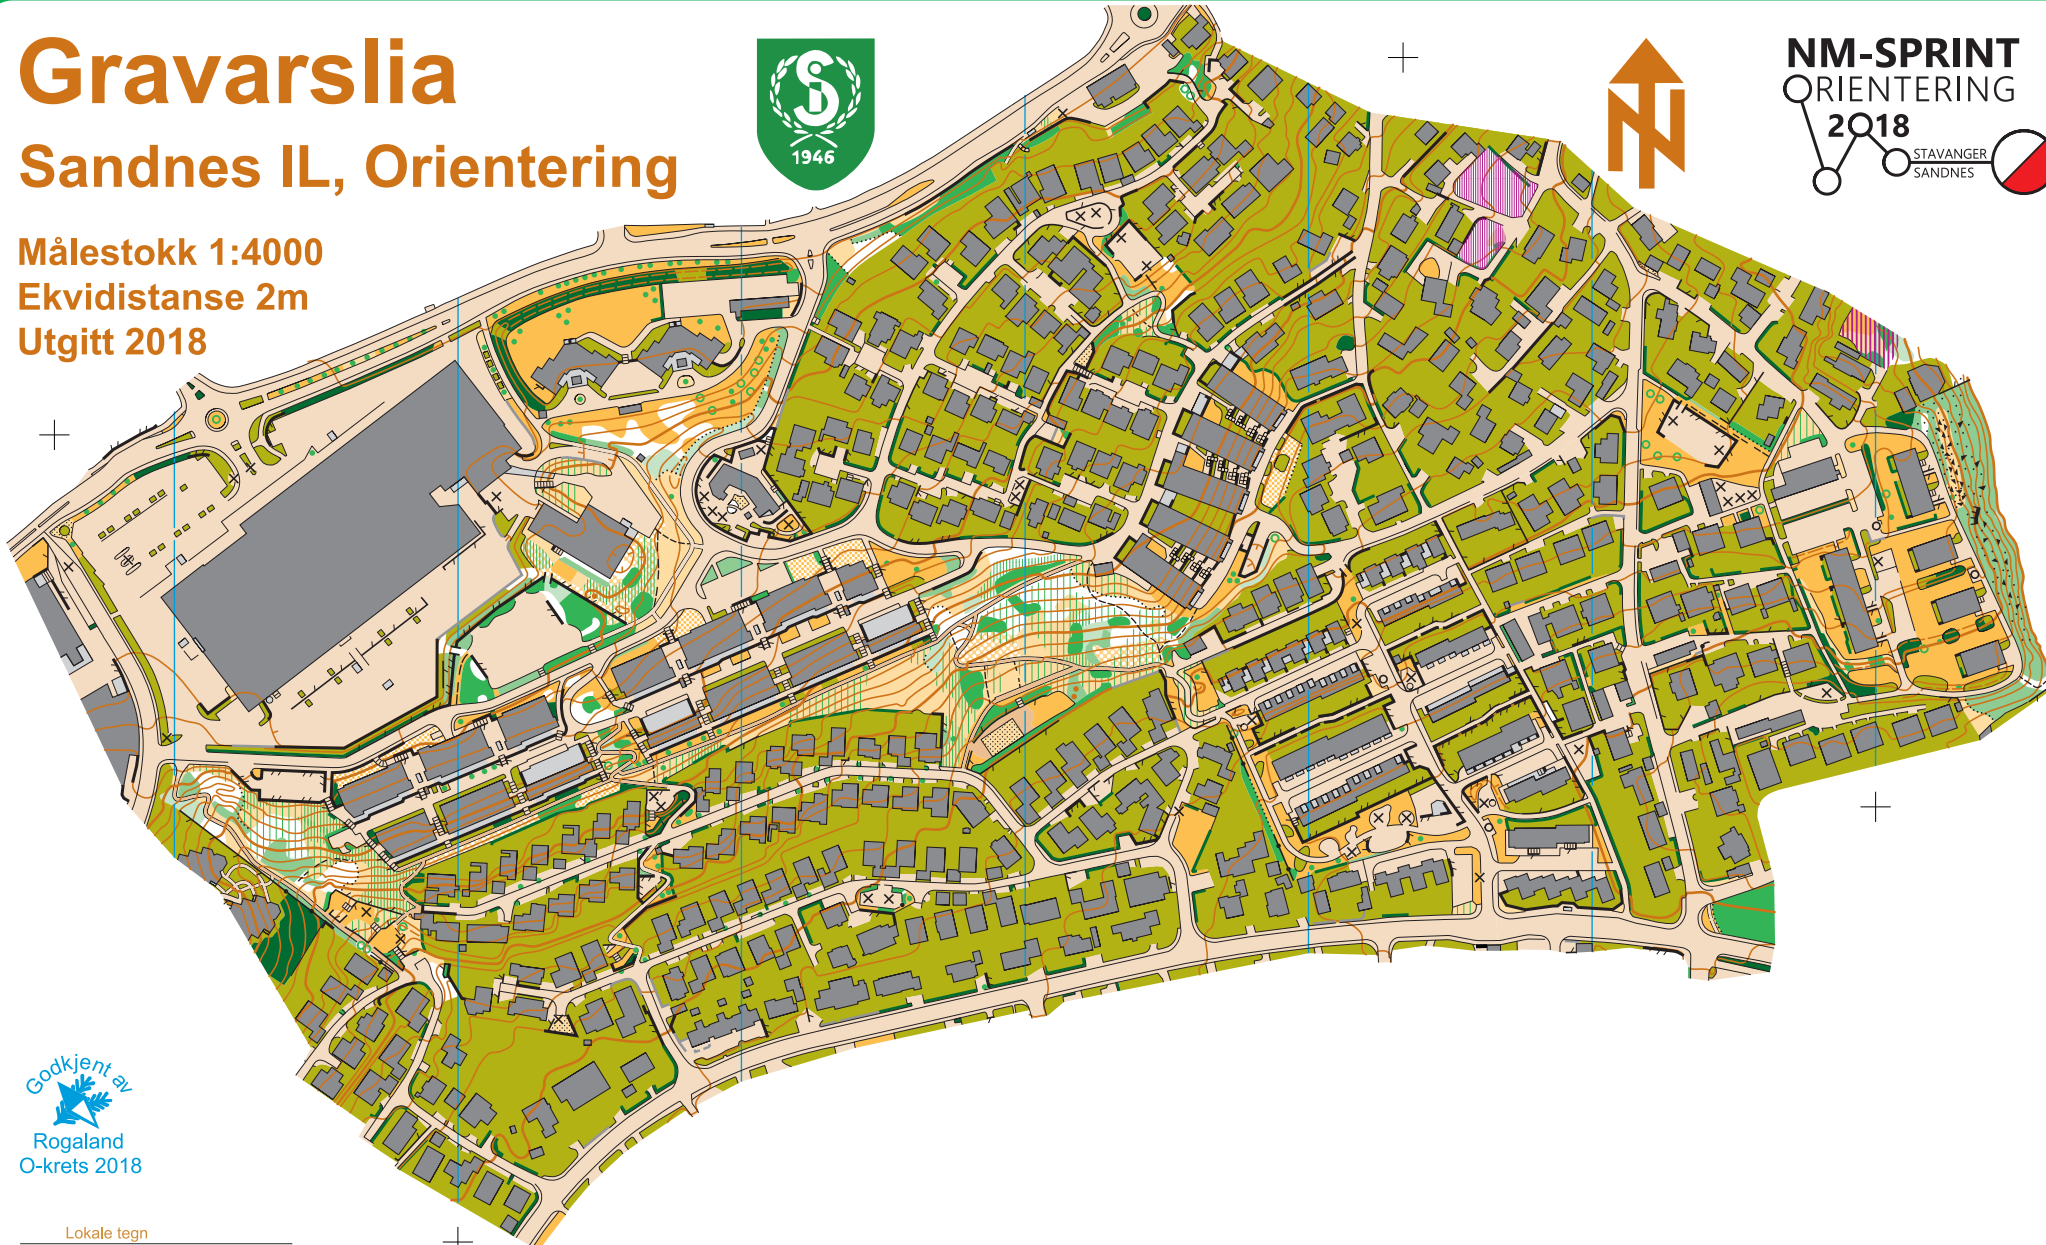 Gravarslia
Sandnes IL, Orientering
Målestokk 1:4000
Ekvidistanse 2m
Utgitt 2018
S
1946
N
NM-SPRINT
ORIENTERING
2018
STAVANGER
SANDNES
Godkjent av
Rogaland
O-krets 2018
Lokale tegn